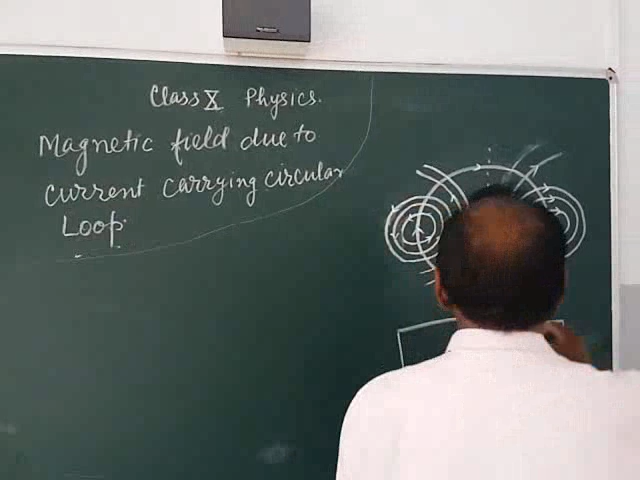 Class X Physics.
Magnetic field due to
current carrying circular
Loop.